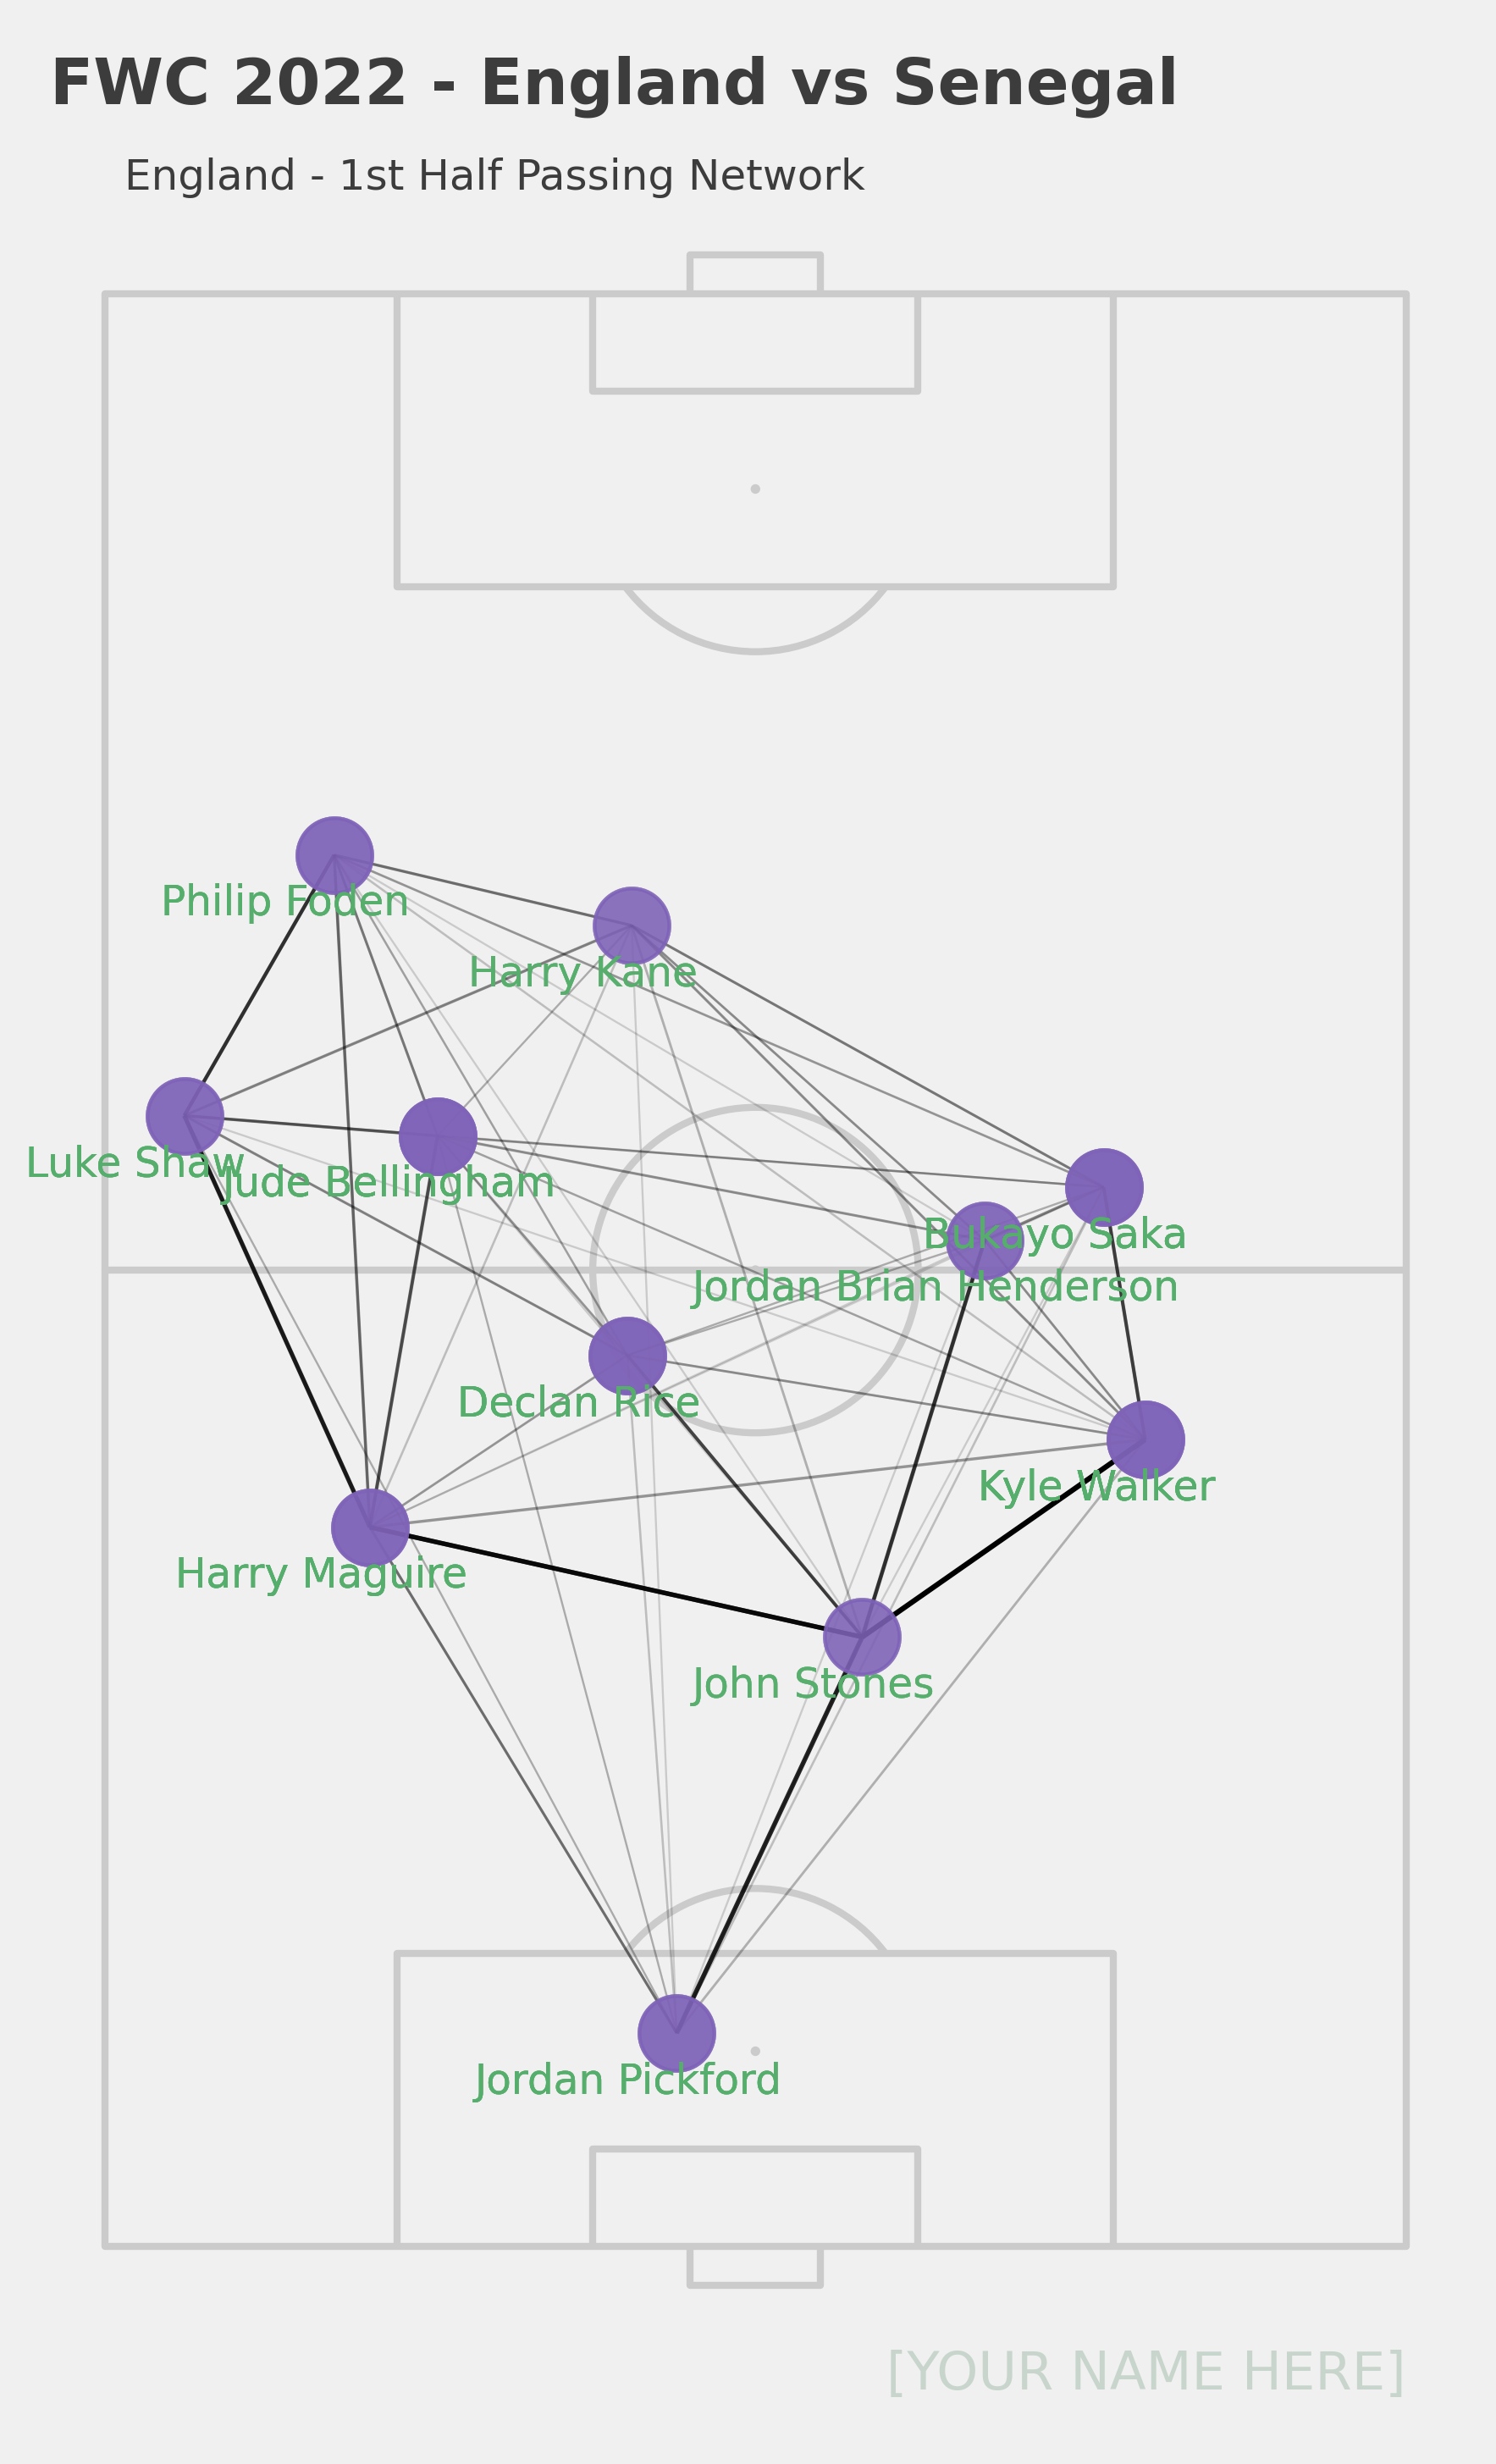 FWC 2022 - England vs Senegal
England - 1st Half Passing Network
Philip Foden
Harry Kane
Luke Shaw
Jude Bellingham
Bukayo Saka
Jordan Brian Henderson
Declan Rice
Kyle Walker
Harry Maguire
John Stones
Jordan Pickford
[YOUR NAME HERE]